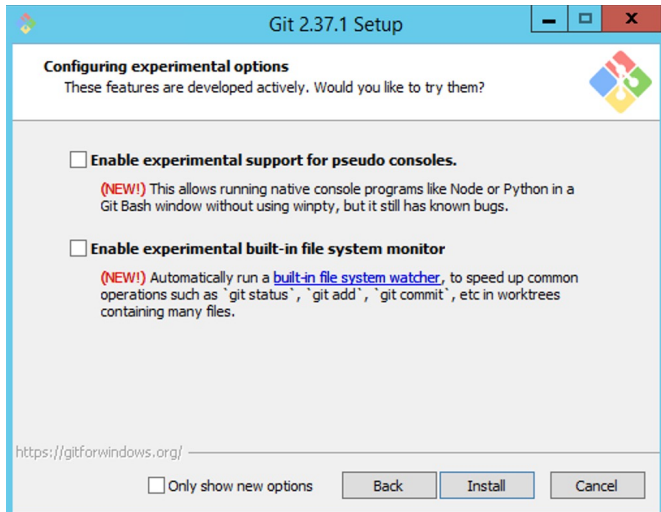 Git 2.37.1 Setup
Configuring experimental options
These features are developed actively. Would you like to try them?
Enable experimental support for pseudo consoles.
(NEW!) This allows running native console programs like Node or Python in a
Git Bash window without using winpty, but it still has known bugs.
Enable experimental built-in file system monitor
(NEW!) Automatically run a built-in file system watcher, to speed up common
operations such as `git status`, `git add`, `git commit`, etc in worktrees
containing many files.
https://gitforwindows.org/
Only show new options Back Install Cancel